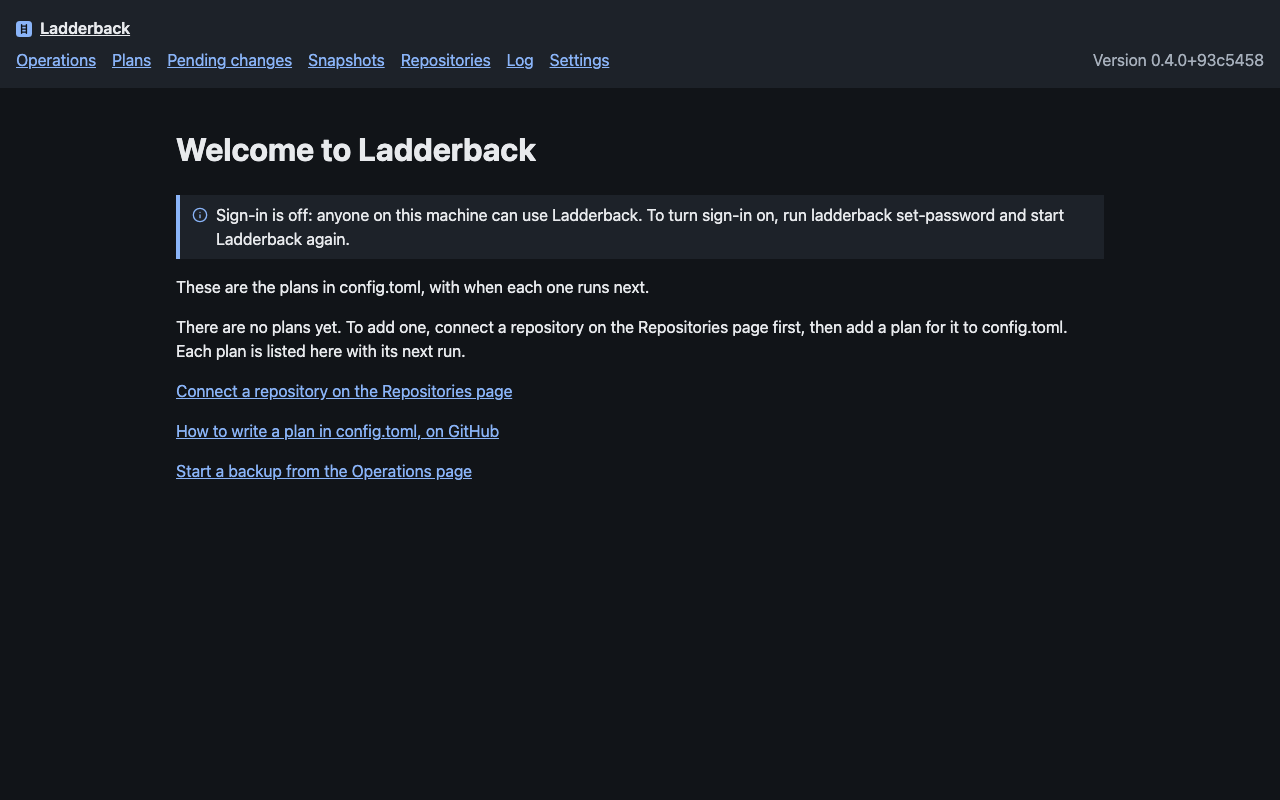 Ladderback
Operations Plans Pending changes Snapshots Repositories Log Settings Version 0.4.0+93c5458
Welcome to Ladderback
Sign-in is off: anyone on this machine can use Ladderback. To turn sign-in on, run ladderback set-password and start
Ladderback again.
These are the plans in config.toml, with when each one runs next.
There are no plans yet. To add one, connect a repository on the Repositories page first, then add a plan for it to config.toml.
Each plan is listed here with its next run.
Connect a repository on the Repositories page
How to write a plan in config.toml, on GitHub
Start a backup from the Operations page